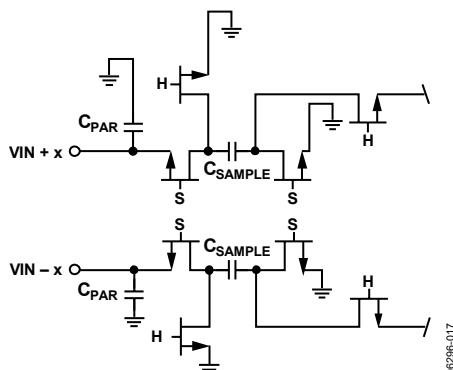 H
C_PAR
VIN + x
C_SAMPLE
H
S
S
S
S
C_SAMPLE
VIN – x
C_PAR
H
H
06296-017